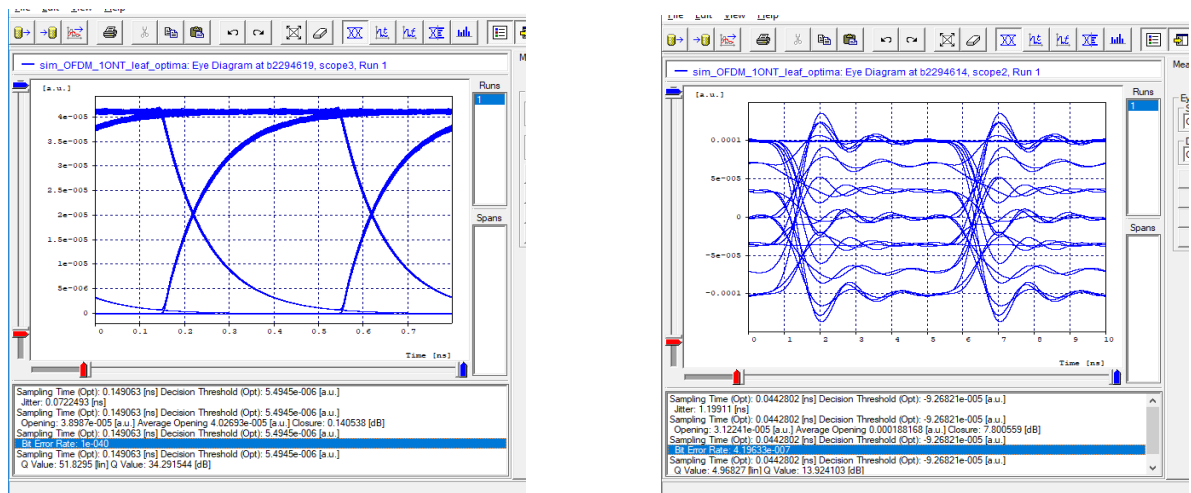 File Edit View Help
sim_OFDM_1ONT_leaf_optima: Eye Diagram at b2294619, scope3, Run 1
[a.u.]
4e-005
3.5e-005
3e-005
2.5e-005
2e-005
1.5e-005
1e-005
5e-006
0
0 0.1 0.2 0.3 0.4 0.5 0.6 0.7
Time [ns]
Runs
1
Spans
Sampling Time (Opt): 0.149063 [ns] Decision Threshold (Opt): 5.4945e-006 [a.u.]
Jitter: 0.0722493 [ns]
Sampling Time (Opt): 0.149063 [ns] Decision Threshold (Opt): 5.4945e-006 [a.u.]
Opening: 3.8987e-005 [a.u.] Average Opening 4.02693e-005 [a.u.] Closure: 0.140538 [dB]
Sampling Time (Opt): 0.149063 [ns] Decision Threshold (Opt): 5.4945e-006 [a.u.]
Bit Error Rate: 1e-040
Sampling Time (Opt): 0.149063 [ns] Decision Threshold (Opt): 5.4945e-006 [a.u.]
Q Value: 51.8295 [lin] Q Value: 34.291544 [dB]
File Edit View Help
sim_OFDM_1ONT_leaf_optima: Eye Diagram at b2294614, scope2, Run 1
Mea
[a.u.]
0.0001
5e-005
0
-5e-005
-0.0001
0 1 2 3 4 5 6 7 8 9 10
Time [ns]
Runs
1
Spans
Sampling Time (Opt): 0.0442802 [ns] Decision Threshold (Opt): -9.26821e-005 [a.u.]
Jitter: 1.19911 [ns]
Sampling Time (Opt): 0.0442802 [ns] Decision Threshold (Opt): -9.26821e-005 [a.u.]
Opening: 3.12241e-005 [a.u.] Average Opening 0.000188168 [a.u.] Closure: 7.800559 [dB]
Sampling Time (Opt): 0.0442802 [ns] Decision Threshold (Opt): -9.26821e-005 [a.u.]
Bit Error Rate: 4.19633e-007
Sampling Time (Opt): 0.0442802 [ns] Decision Threshold (Opt): -9.26821e-005 [a.u.]
Q Value: 4.96827 [lin] Q Value: 13.924103 [dB]